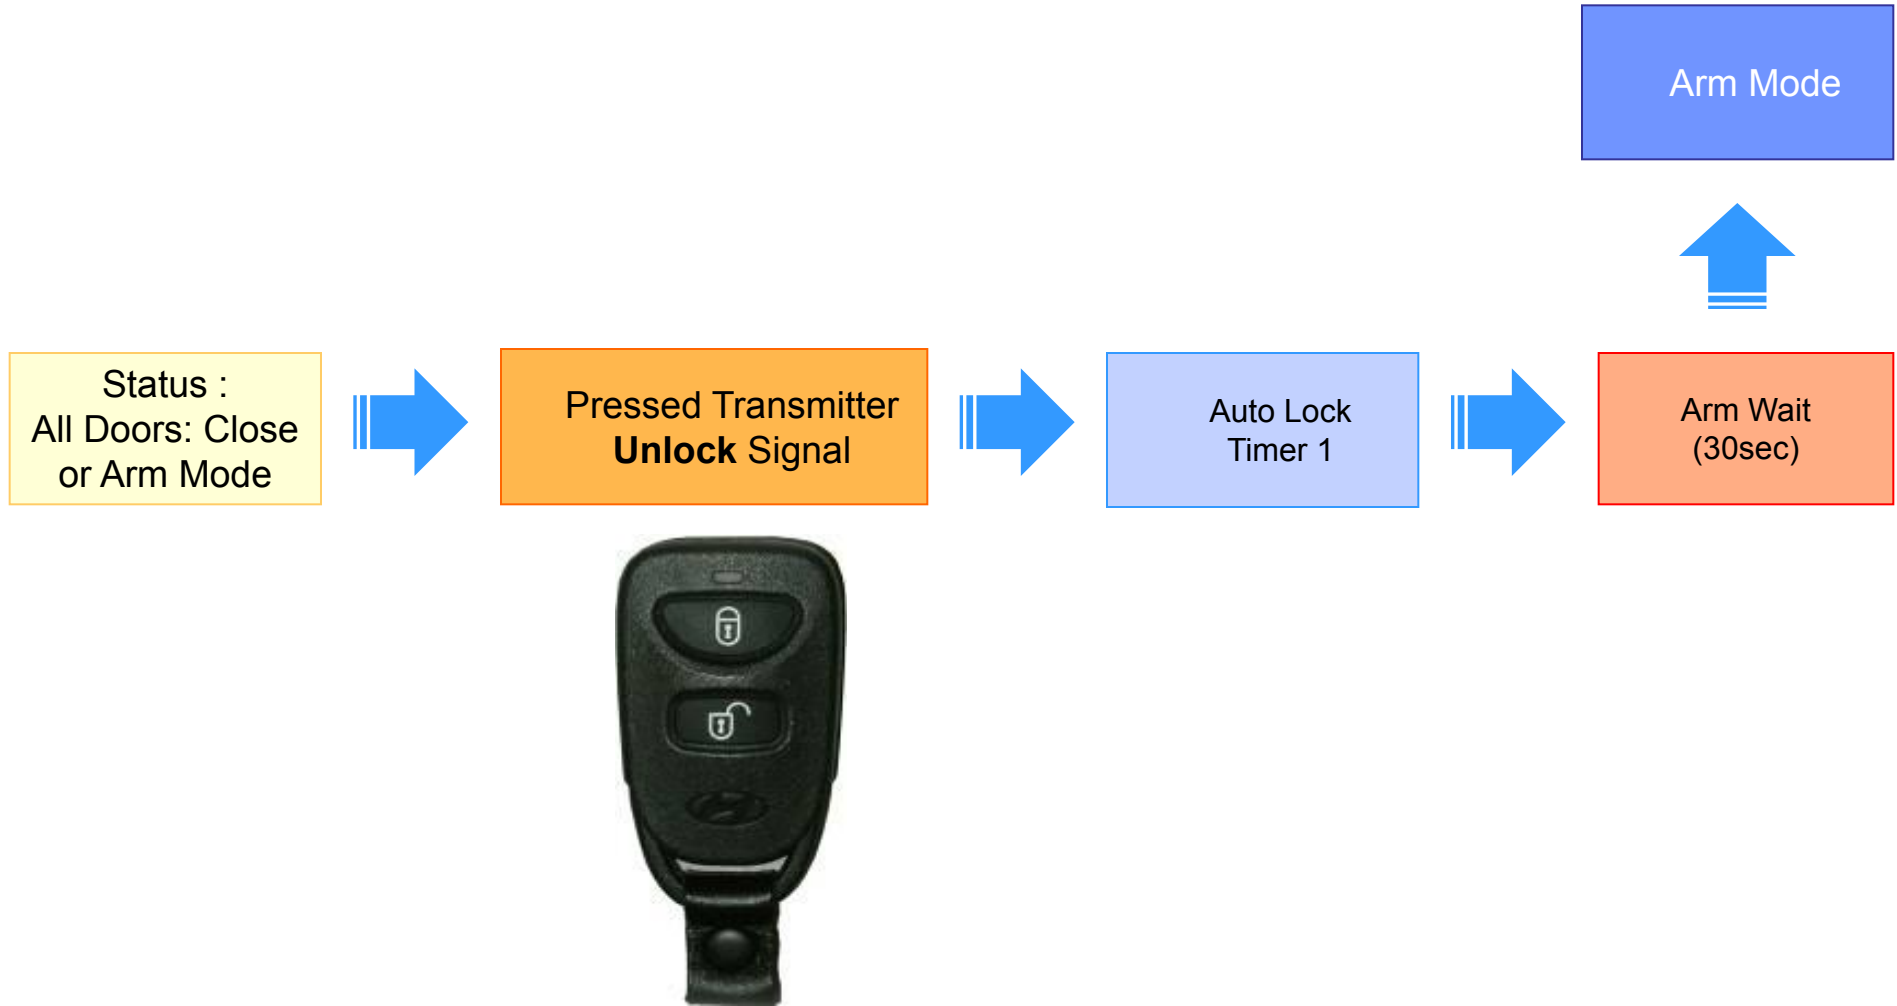 Arm Mode
Status :
All Doors: Close
or Arm Mode
Pressed Transmitter
Unlock Signal
Auto Lock
Timer 1
Arm Wait
(30sec)